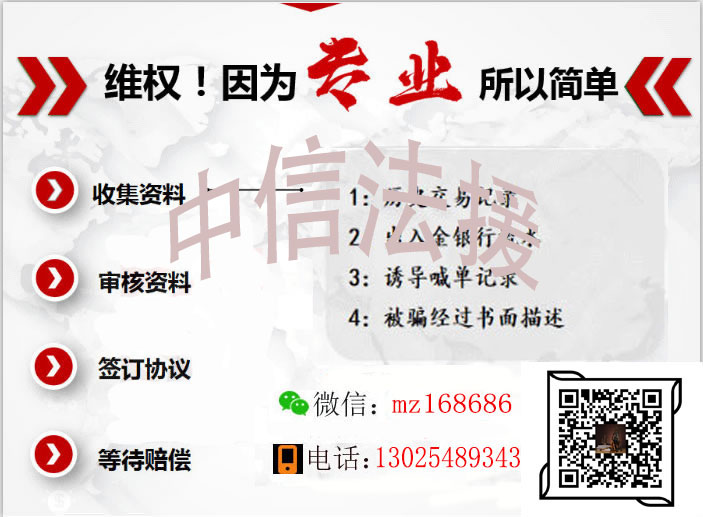 维权！因为专业所以简单
收集资料
1：历史交易记录
2：出入金银行流水
审核资料
3：诱导喊单记录
4：被骗经过书面描述
签订协议
微信：mz168686
等待赔偿
电话：13025489343
中信法援